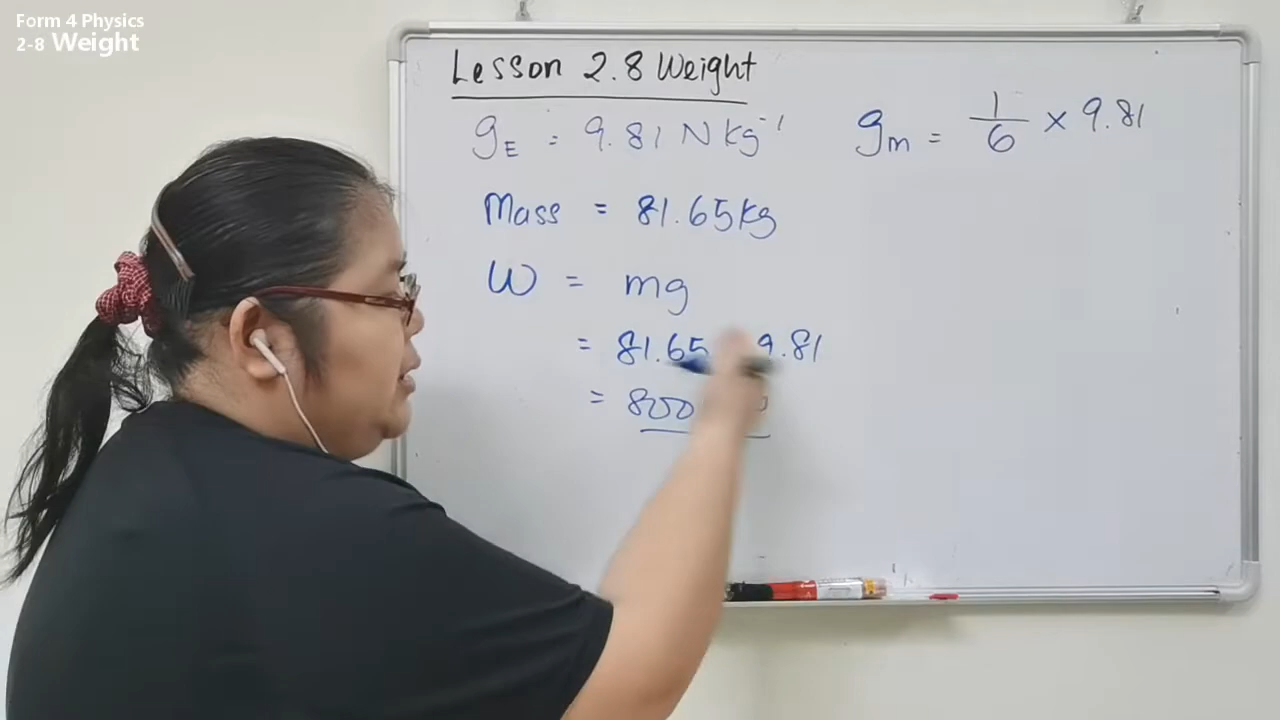 Form 4 Physics
2-8 Weight
Lesson 2.8 Weight
gE = 9.81 N kg⁻¹
gm = 1/6 × 9.81
Mass = 81.65kg
W = mg
= 81.65 9.81
= 800